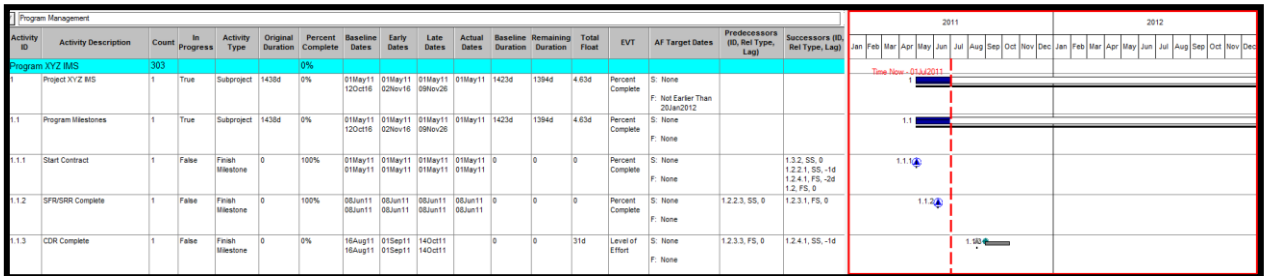 Program Management
2011 2012
Activity ID Activity Description Count In Progress Activity Type Original Duration Percent Complete Baseline Dates Early Dates Late Dates Actual Dates Baseline Duration Remaining Duration Total Float EVT AF Target Dates Predecessors (ID, Rel Type, Lag) Successors (ID, Rel Type, Lag)
Jan Feb Mar Apr May Jun Jul Aug Sep Oct Nov Dec Jan Feb Mar Apr May Jun Jul Aug Sep Oct Nov Dec
Program XYZ IMS 303 0%
Time Now - 01Jul2011
1 Project XYZ IMS 1 True Subproject 1438d 0% 01May11 01May11 01May11 01May11 1423d 1394d 4.63d Percent S: None 1
12Oct16 02Nov16 09Nov26 Complete
F: Not Earlier Than
20Jan2012
1.1 Program Milestones 1 True Subproject 1438d 0% 01May11 01May11 01May11 01May11 1423d 1394d 4.63d Percent S: None 1.1
12Oct16 02Nov16 09Nov26 Complete
F: None
1.1.1 Start Contract 1 False Finish 0 100% 01May11 01May11 01May11 01May11 0 0 0 Percent S: None 1.3.2, SS, 0 1.1.1
Milestone 01May11 01May11 01May11 01May11 Complete 1.2.2.1, SS, -1d
F: None 1.2.4.1, FS, -2d
1.2, FS, 0
1.1.2 SFR/SRR Complete 1 False Finish 0 100% 08Jun11 08Jun11 08Jun11 08Jun11 0 0 0 Percent S: None 1.2.2.3, SS, 0 1.2.3.1, FS, 0 1.1.2
Milestone 08Jun11 08Jun11 08Jun11 08Jun11 Complete
F: None
1.1.3 CDR Complete 1 False Finish 0 0% 16Aug11 01Sep11 14Oct11 0 0 31d Level of S: None 1.2.3.3, FS, 0 1.2.4.1, SS, -1d
Milestone 16Aug11 01Sep11 14Oct11 Effort
F: None